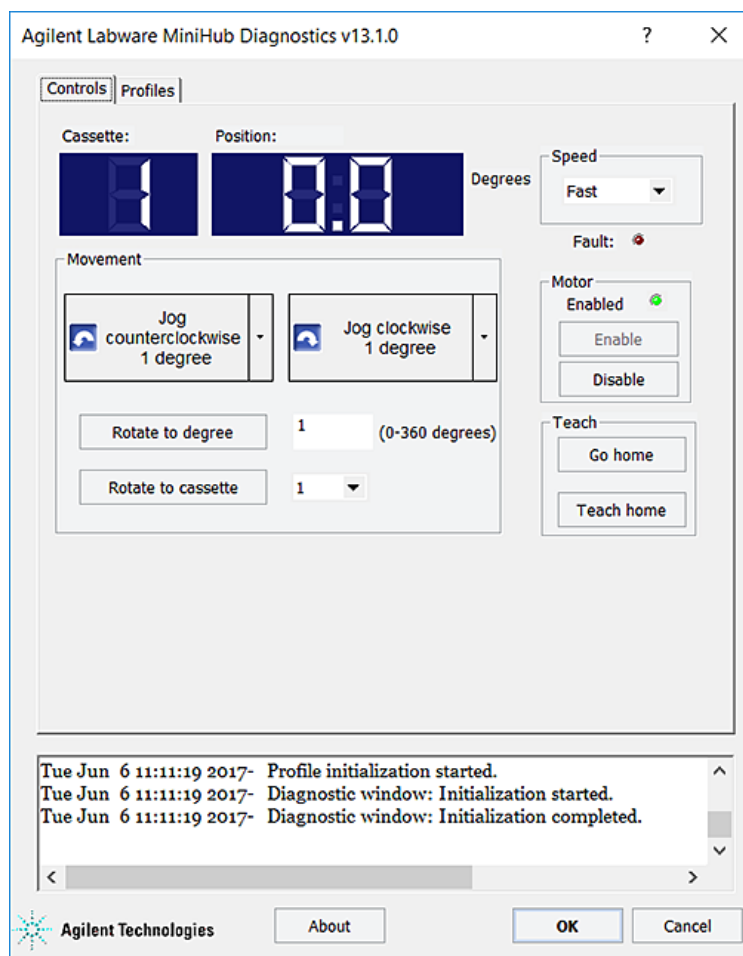 Agilent Labware MiniHub Diagnostics v13.1.0 ?
Controls Profiles
Cassette: Position:
1 0.0 Degrees
Speed
Fast
Fault:
Movement
Jog counterclockwise 1 degree
Jog clockwise 1 degree
Rotate to degree 1 (0-360 degrees)
Rotate to cassette 1
Motor
Enabled
Enable
Disable
Teach
Go home
Teach home
Tue Jun 6 11:11:19 2017- Profile initialization started.
Tue Jun 6 11:11:19 2017- Diagnostic window: Initialization started.
Tue Jun 6 11:11:19 2017- Diagnostic window: Initialization completed.
Agilent Technologies About OK Cancel